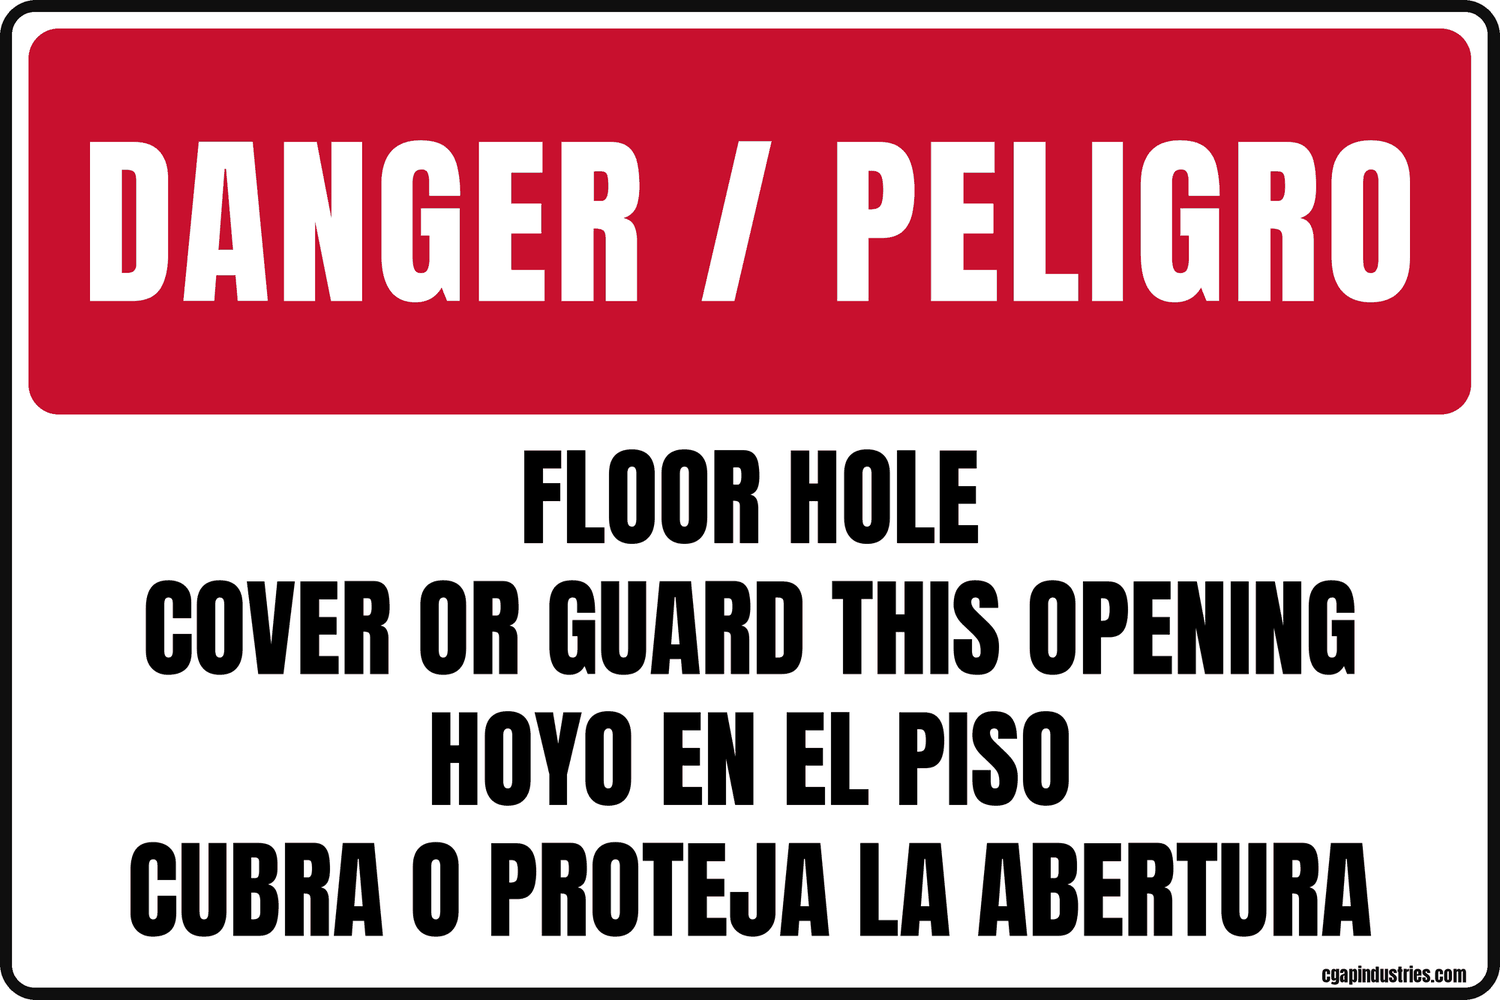 DANGER / PELIGRO
FLOOR HOLE
COVER OR GUARD THIS OPENING
HOYO EN EL PISO
CUBRA O PROTEJA LA ABERTURA
cgapindustries.com